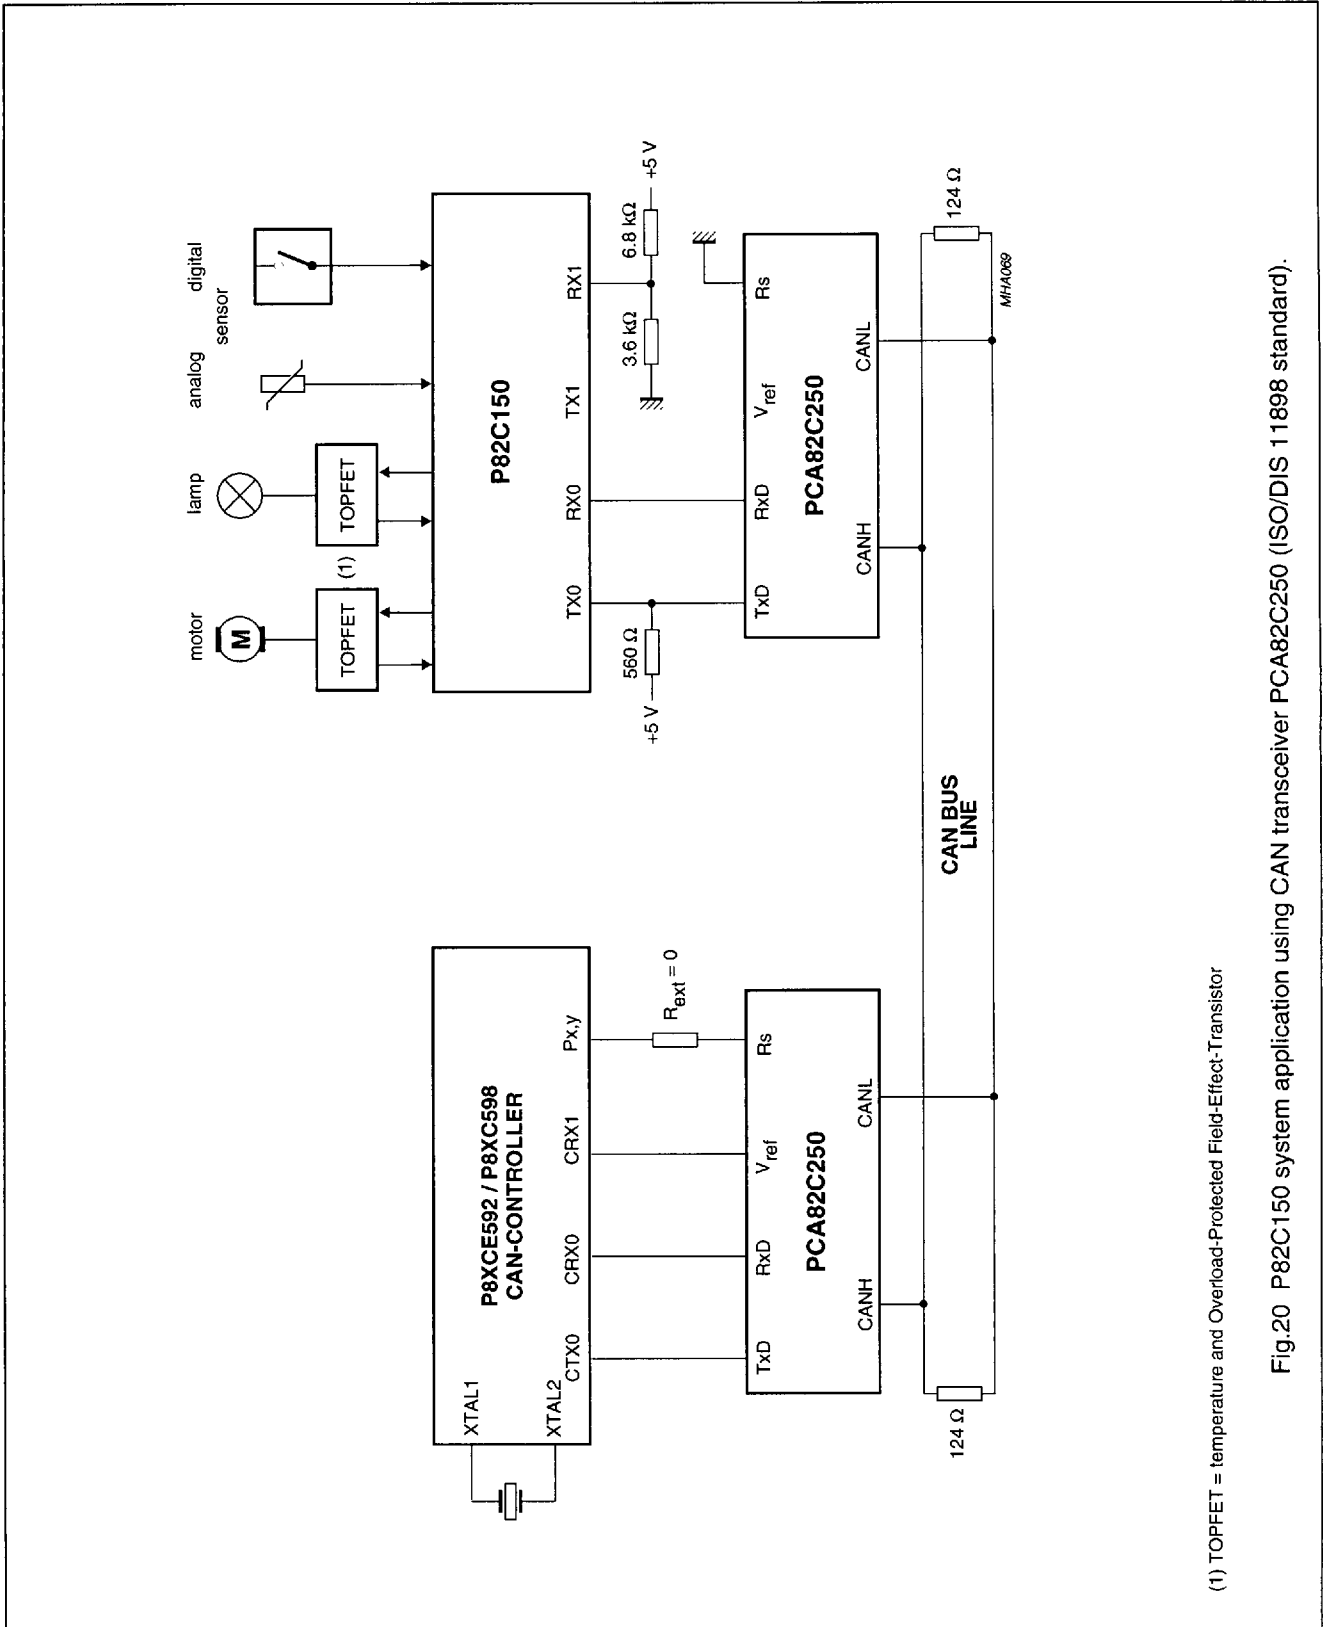 motor
lamp
analog
digital
sensor
M
TOPFET
(1)
TOPFET
P82C150
TX0
RX0
TX1
RX1
+5 V
560 Ω
3.6 kΩ
6.8 kΩ
+5 V
TxD
RxD
Vref
Rs
PCA82C250
CANH
CANL
124 Ω
XTAL1
XTAL2
P8XCE592 / P8XC598
CAN-CONTROLLER
CTX0
CRX0
CRX1
Px,y
Rext = 0
TxD
RxD
Vref
Rs
PCA82C250
CANH
CANL
124 Ω
CAN BUS
LINE
MHA069
(1) TOPFET = temperature and Overload-Protected Field-Effect-Transistor
Fig.20 P82C150 system application using CAN transceiver PCA82C250 (ISO/DIS 11898 standard).